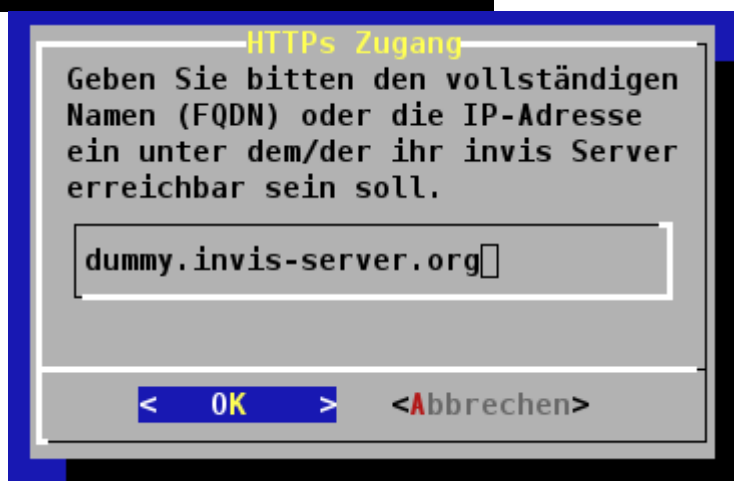 HTTPs Zugang
Geben Sie bitten den vollständigen
Namen (FQDN) oder die IP-Adresse
ein unter dem/der ihr invis Server
erreichbar sein soll.
dummy.invis-server.org
< OK > <Abbrechen>